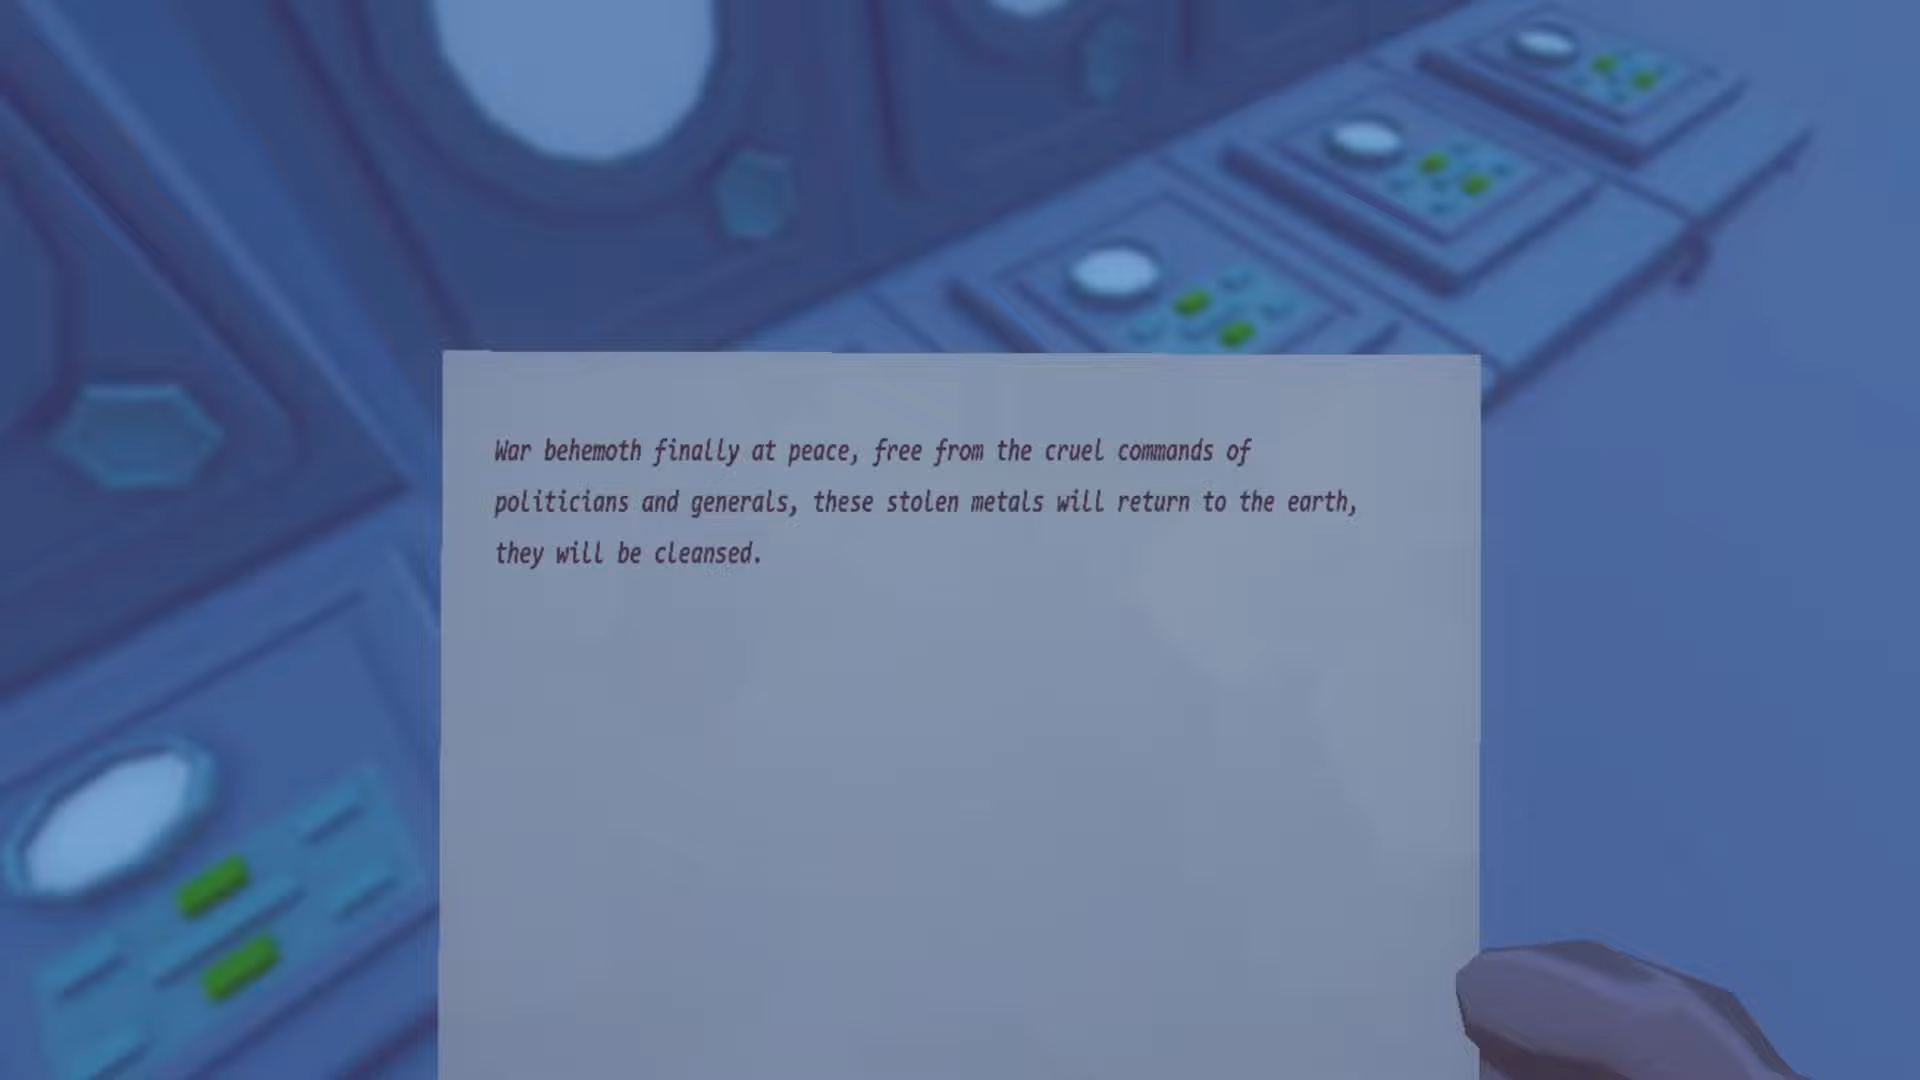 War behemoth finally at peace, free from the cruel commands of
politicians and generals, these stolen metals will return to the earth,
they will be cleansed.